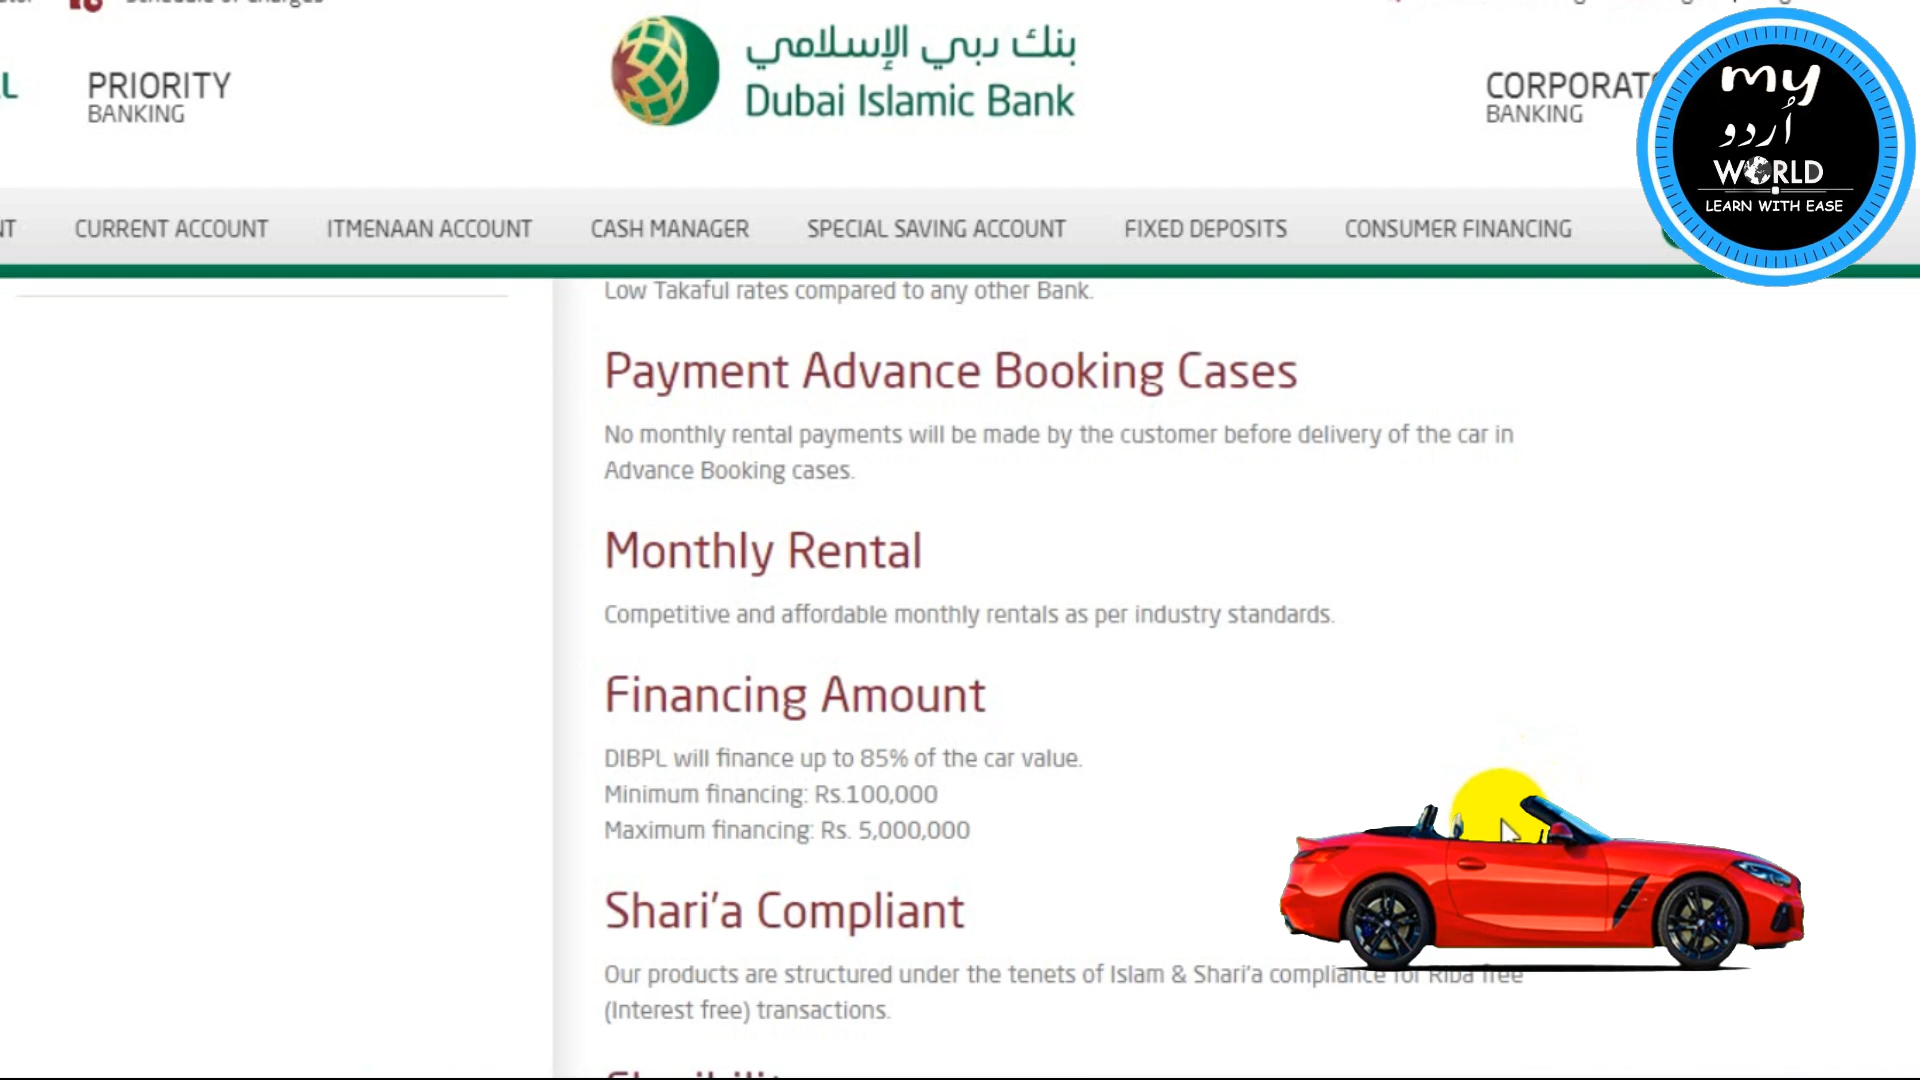 PRIORITY
BANKING
بنك دبي الإسلامي
Dubai Islamic Bank
CORPORAT
BANKING
my
اُردو
WORLD
LEARN WITH EASE
CURRENT ACCOUNT
ITMENAAN ACCOUNT
CASH MANAGER
SPECIAL SAVING ACCOUNT
FIXED DEPOSITS
CONSUMER FINANCING
Low Takaful rates compared to any other Bank.
Payment Advance Booking Cases
No monthly rental payments will be made by the customer before delivery of the car in
Advance Booking cases.
Monthly Rental
Competitive and affordable monthly rentals as per industry standards.
Financing Amount
DIBPL will finance up to 85% of the car value.
Minimum financing: Rs.100,000
Maximum financing: Rs. 5,000,000
Shari'a Compliant
Our products are structured under the tenets of Islam & Shari'a compliance for Riba free
(Interest free) transactions.